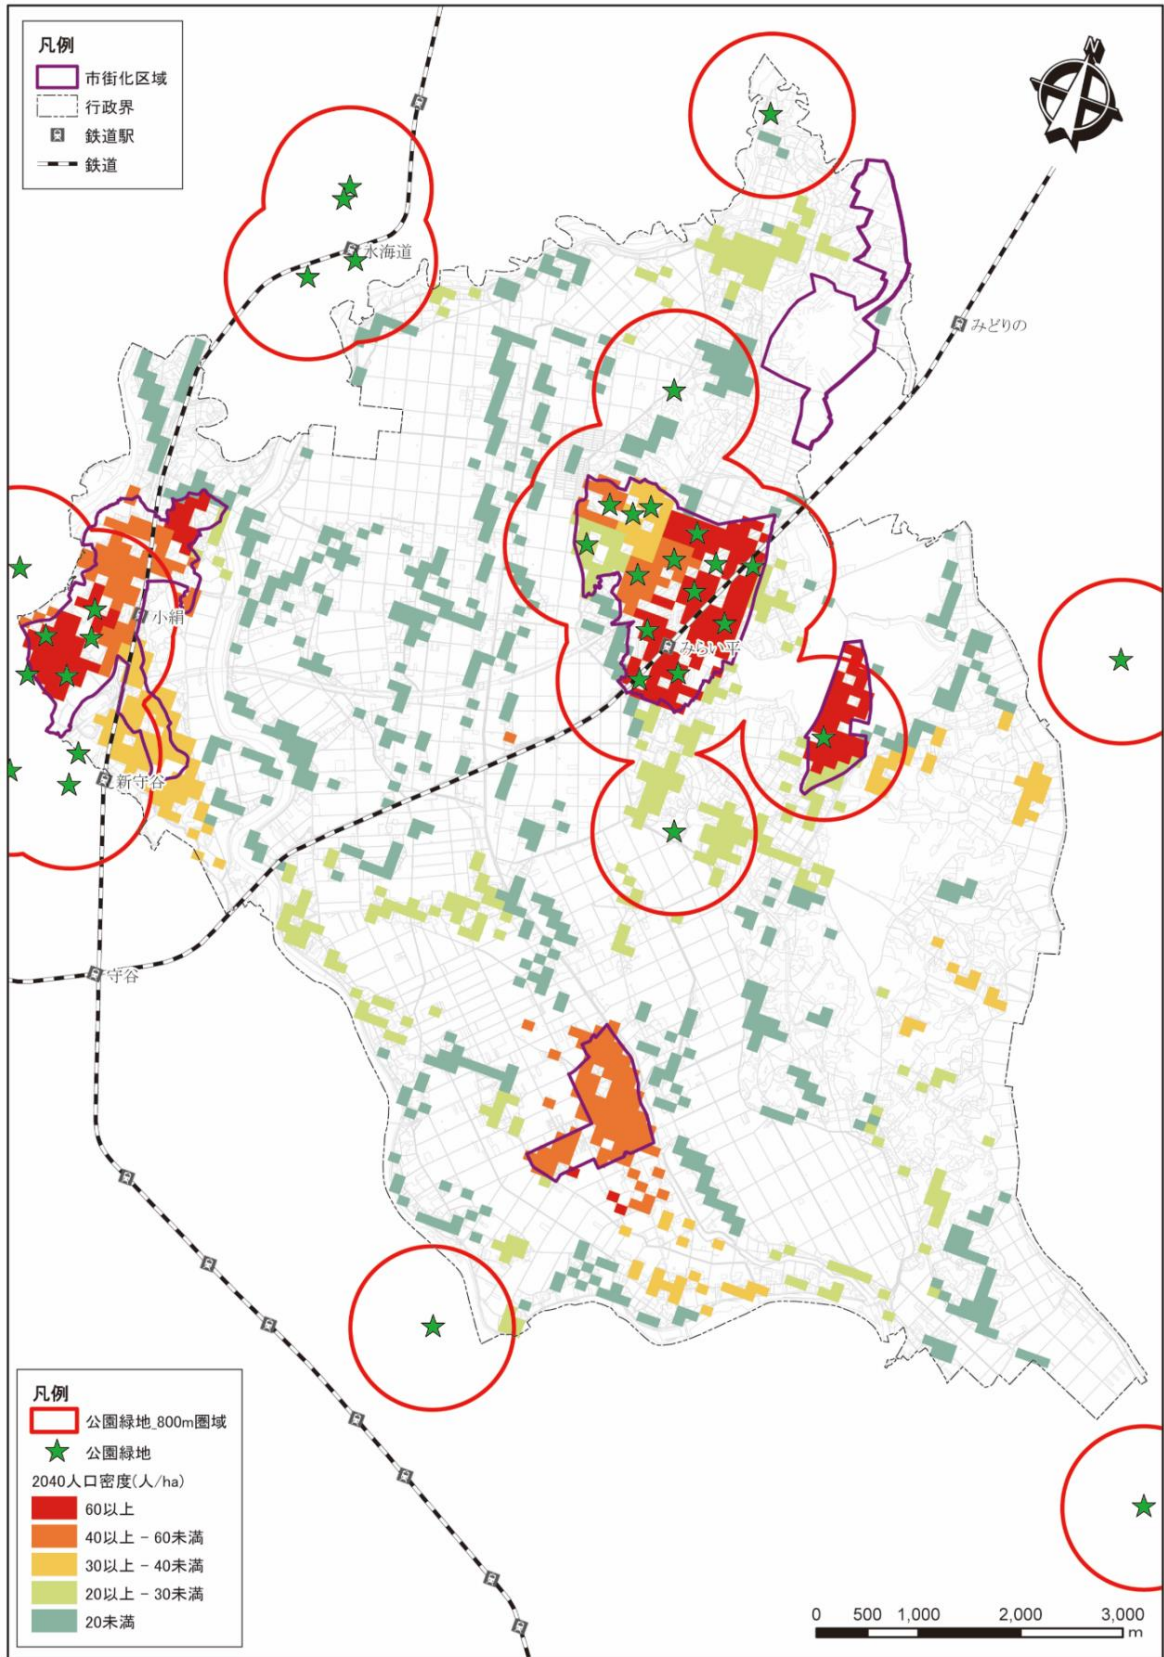 凡例
市街化区域
行政界
鉄道駅
鉄道
N
水海道
みどりの
小絹
みらい平
新守谷
守谷
凡例
公園緑地_800m圏域
公園緑地
2040人口密度(人/ha)
60以上
40以上 - 60未満
30以上 - 40未満
20以上 - 30未満
20未満
0 500 1,000 2,000 3,000
m